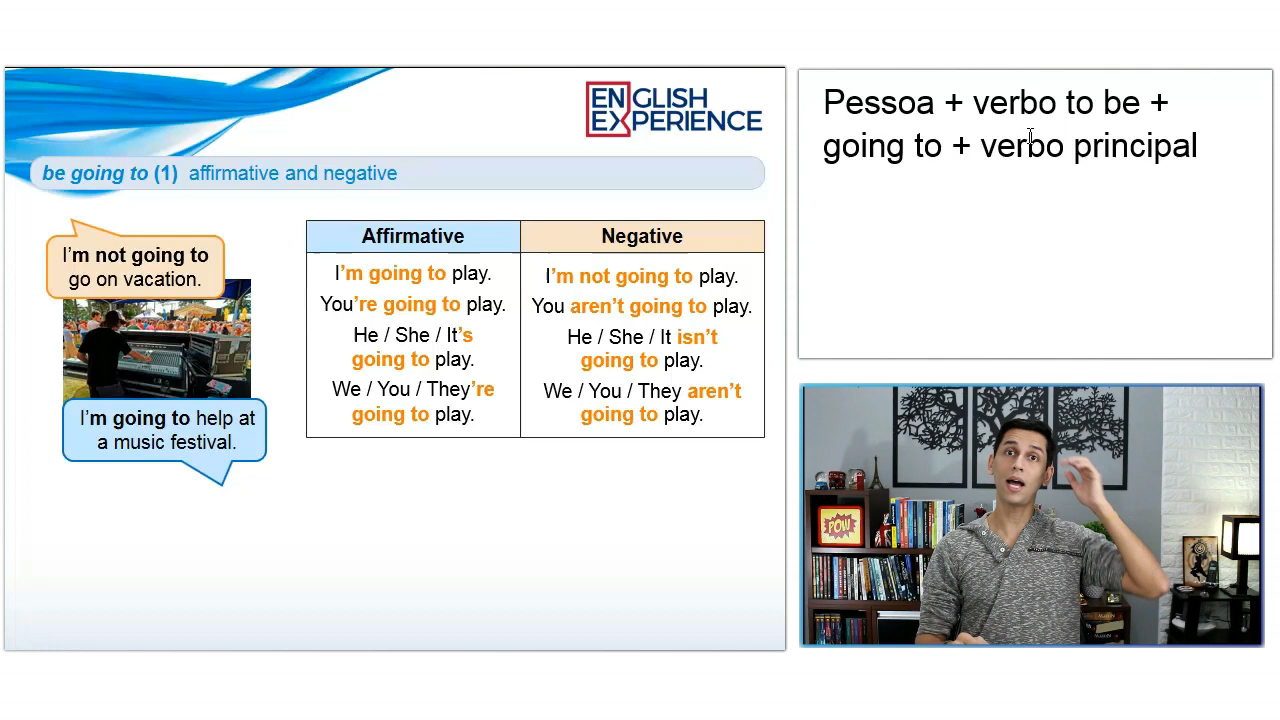 ENGLISH
EXPERIENCE
be going to (1) affirmative and negative
I'm not going to
go on vacation.
I'm going to help at
a music festival.
Affirmative
I'm going to play.
You're going to play.
He / She / It's
going to play.
We / You / They're
going to play.
Negative
I'm not going to play.
You aren't going to play.
He / She / It isn't
going to play.
We / You / They aren't
going to play.
Pessoa + verbo to be +
going to + verbo principal
POW